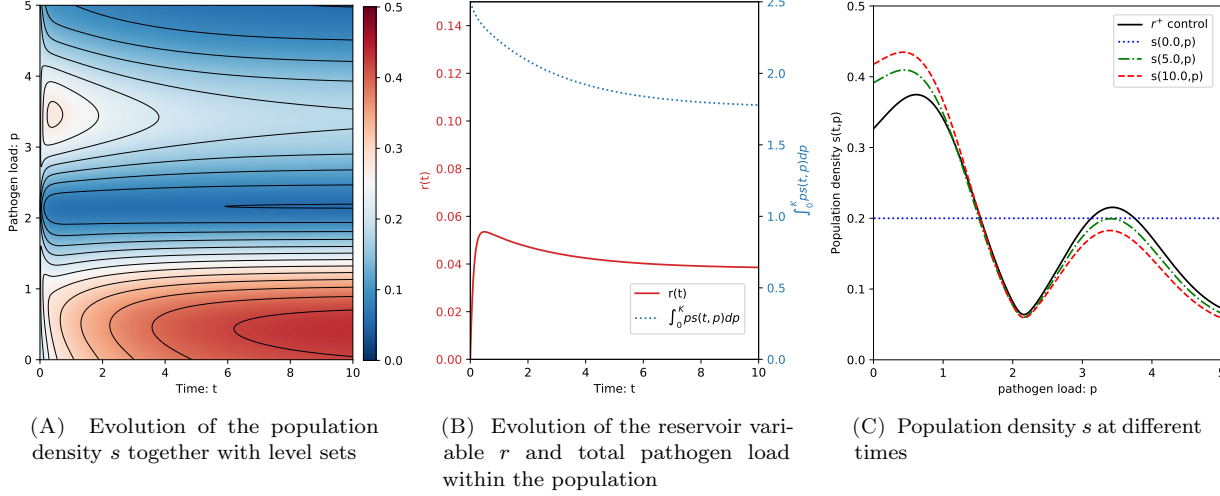 5
4
3
2
1
0
Pathogen load: p
0
2
4
6
8
10
Time: t
0.5
0.4
0.3
0.2
0.1
0.0
(A) Evolution of the population
density s together with level sets
0.14
0.12
0.10
0.08
0.06
0.04
0.02
0.00
r(t)
0
2
4
6
8
10
Time: t
2.5
2.0
1.5
1.0
0.5
0.0
∫₀ᴷ ps(t, p)dp
r(t)
∫₀ᴷ ps(t, p)dp
(B) Evolution of the reservoir vari-
able r and total pathogen load
within the population
0.5
0.4
0.3
0.2
0.1
0.0
Population density s(t,p)
0
1
2
3
4
5
pathogen load: p
r⁺ control
s(0.0,p)
s(5.0,p)
s(10.0,p)
(C) Population density s at different
times